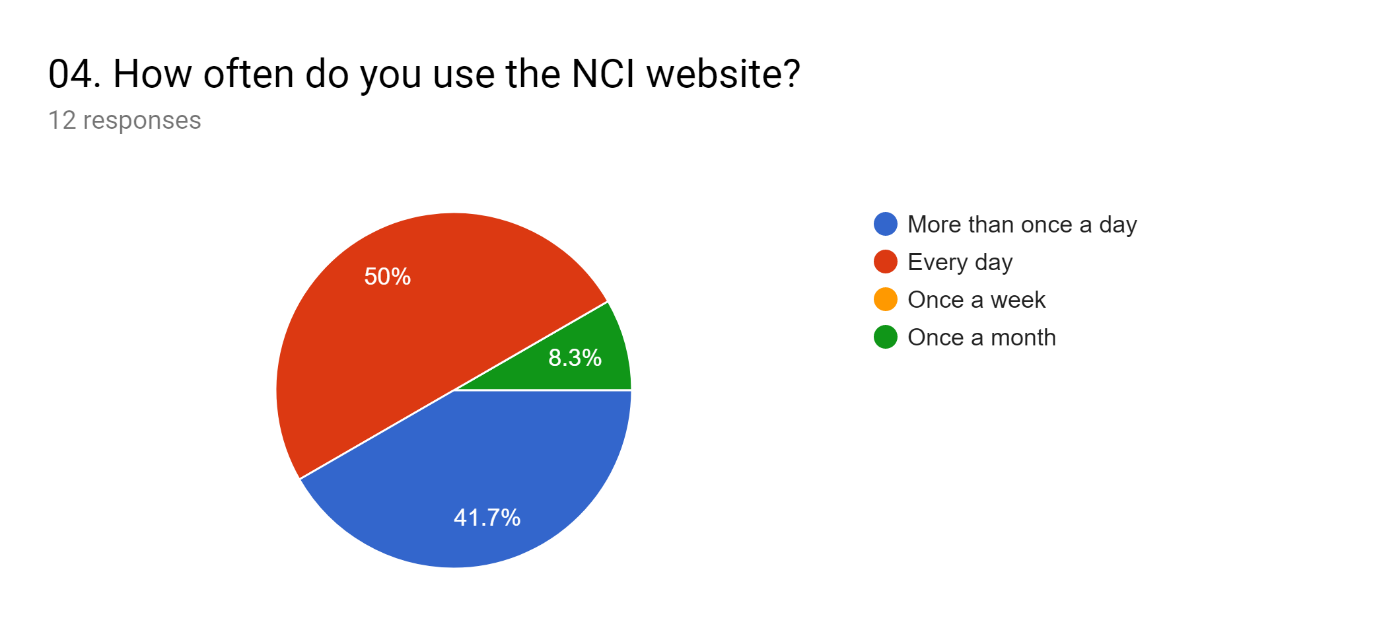 04. How often do you use the NCI website?
12 responses
More than once a day
50%
Every day
Once a week
Once a month
8.3%
41.7%